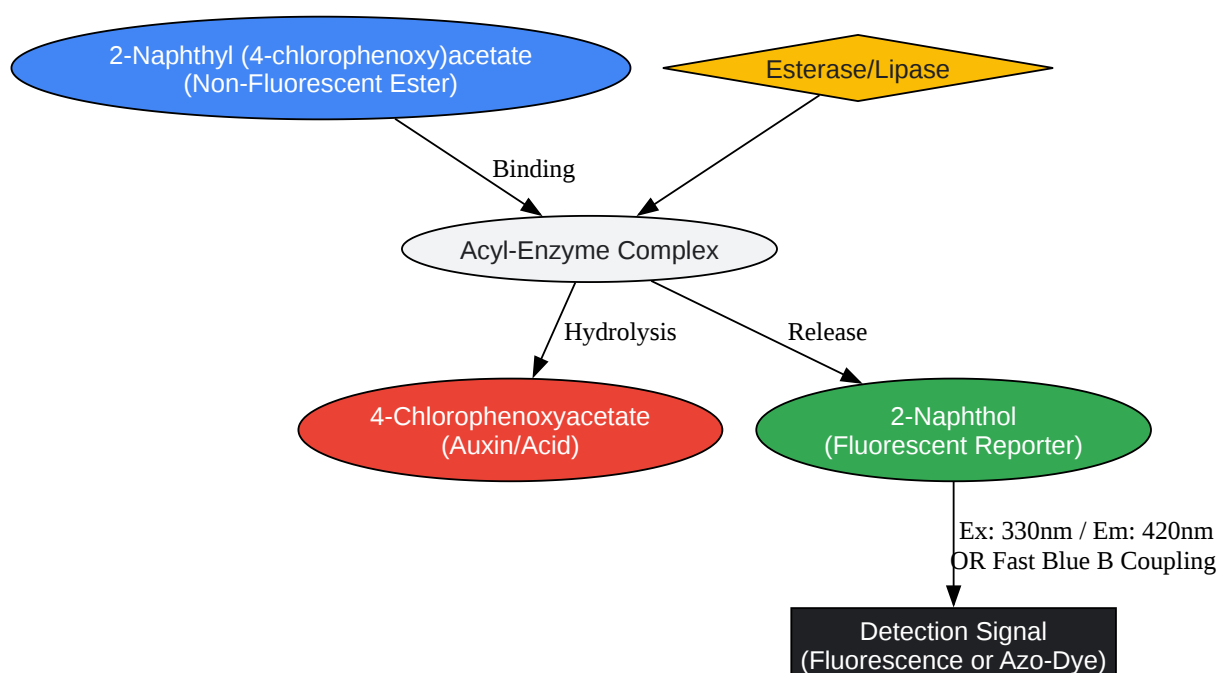 2-Naphthyl (4-chlorophenoxy)acetate
(Non-Fluorescent Ester)
Esterase/Lipase
Binding
Acyl-Enzyme Complex
Hydrolysis
Release
4-Chlorophenoxyacetate
(Auxin/Acid)
2-Naphthol
(Fluorescent Reporter)
Ex: 330nm / Em: 420nm
OR Fast Blue B Coupling
Detection Signal
(Fluorescence or Azo-Dye)